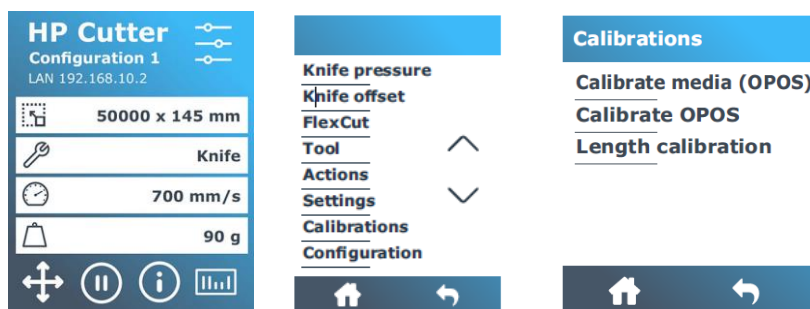 HP Cutter
Configuration 1
LAN 192.168.10.2
50000 x 145 mm
Knife
700 mm/s
90 g
Knife pressure
Knife offset
FlexCut
Tool
Actions
Settings
Calibrations
Configuration
Calibrations
Calibrate media (OPOS)
Calibrate OPOS
Length calibration